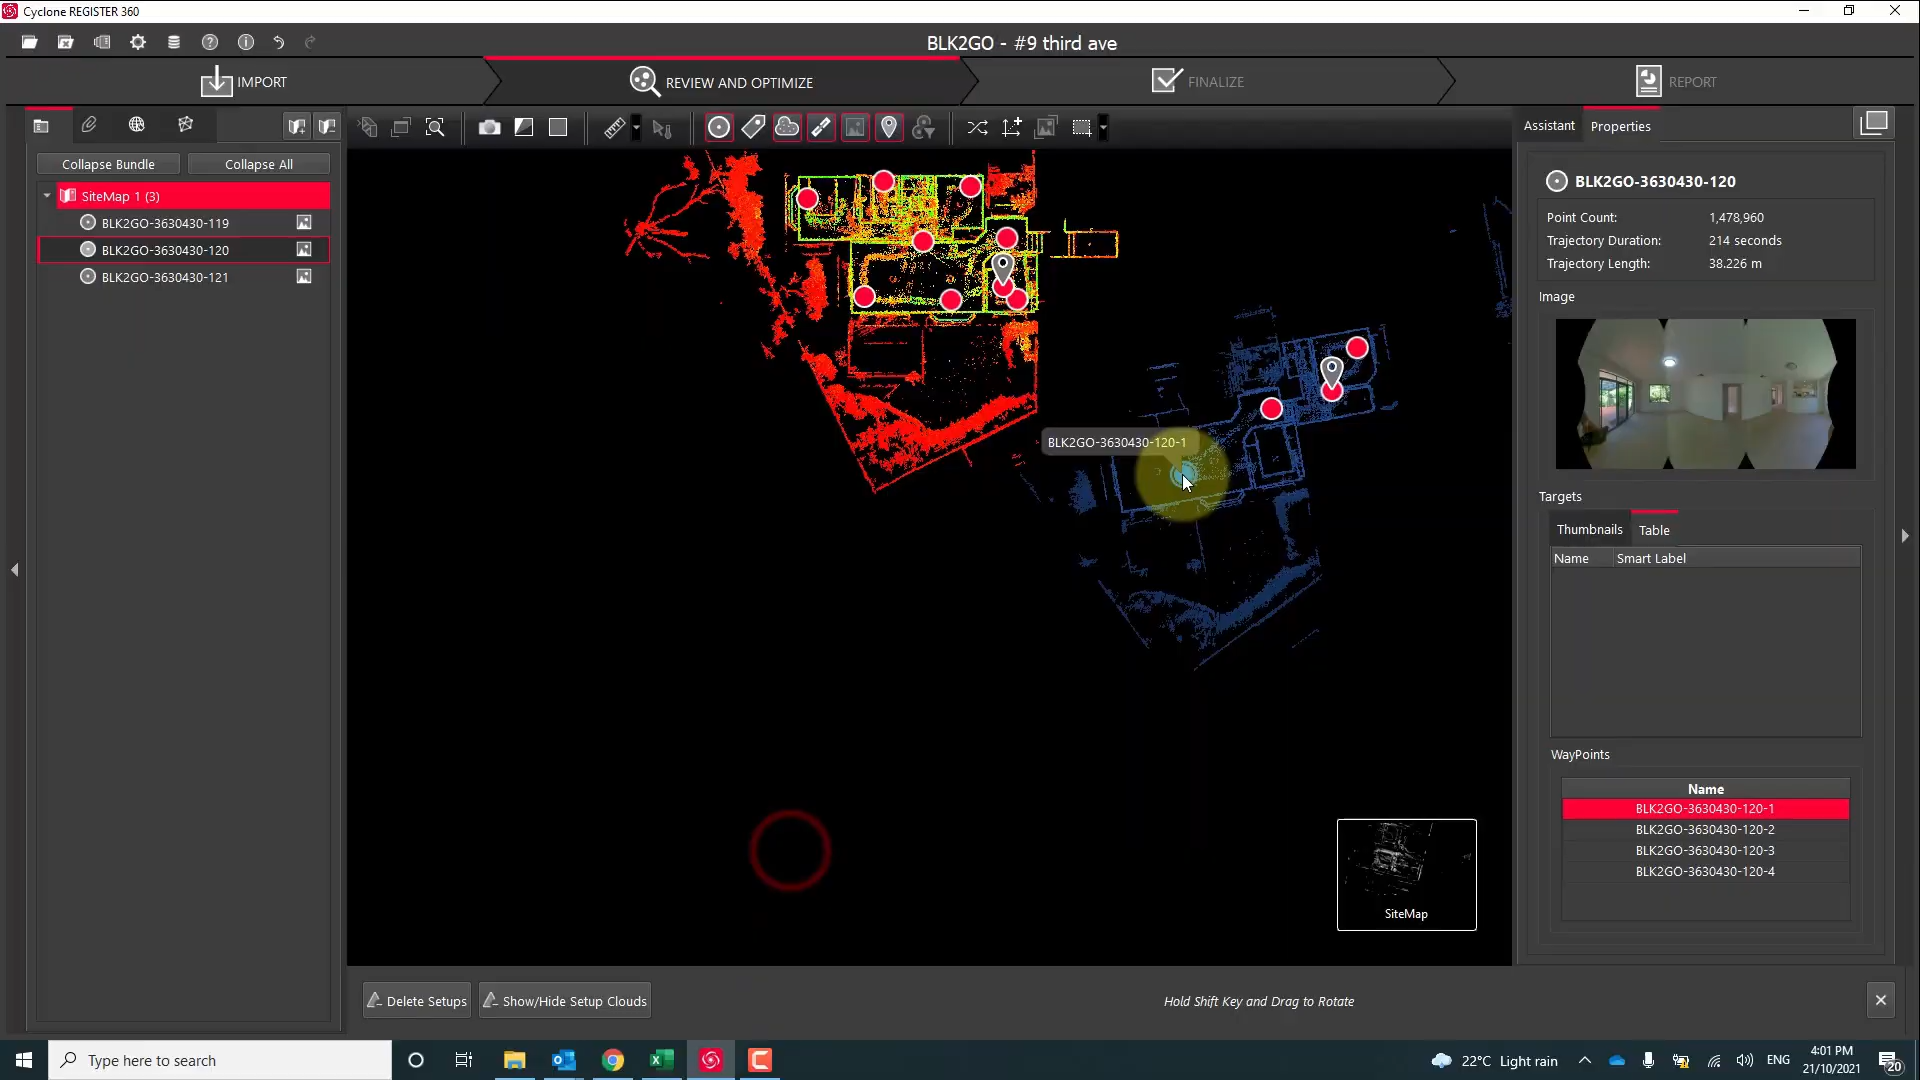 Cyclone REGISTER 360
BLK2GO - #9 third ave
IMPORT
REVIEW AND OPTIMIZE
FINALIZE
REPORT
Collapse Bundle
Collapse All
SiteMap 1 (3)
BLK2GO-3630430-119
BLK2GO-3630430-120
BLK2GO-3630430-121
BLK2GO-3630430-120-1
SiteMap
Delete Setups
Show/Hide Setup Clouds
Hold Shift Key and Drag to Rotate
Assistant
Properties
BLK2GO-3630430-120
Point Count: 1,478,960
Trajectory Duration: 214 seconds
Trajectory Length: 38.226 m
Image
Targets
Thumbnails
Table
Name
Smart Label
WayPoints
Name
BLK2GO-3630430-120-1
BLK2GO-3630430-120-2
BLK2GO-3630430-120-3
BLK2GO-3630430-120-4
Type here to search
22°C Light rain
ENG
4:01 PM
21/10/2021
20